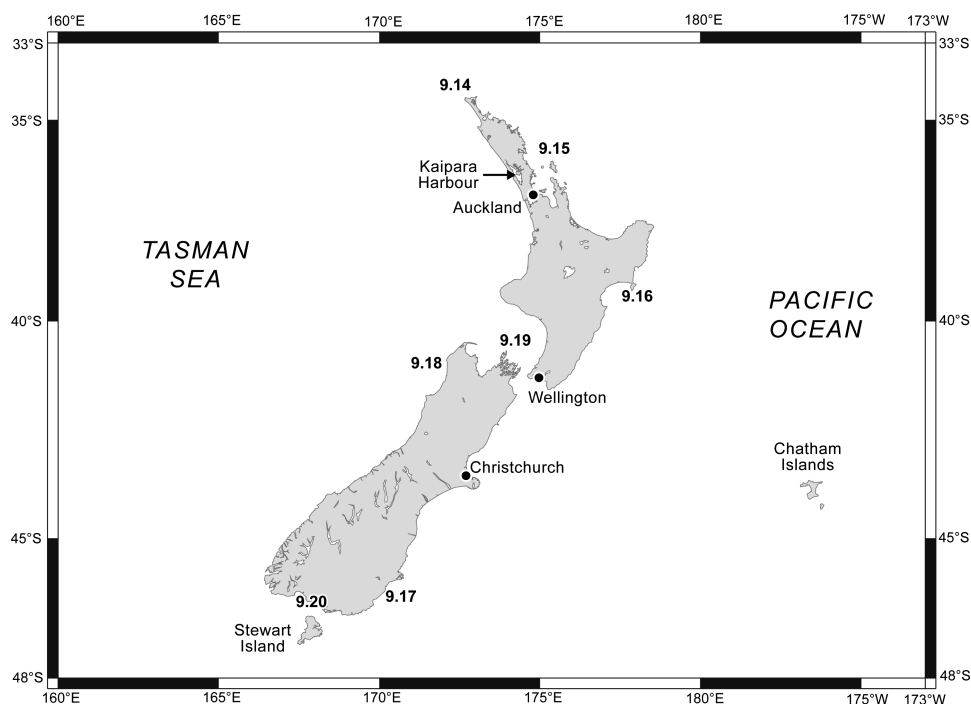 160°E 165°E 170°E 175°E 180°E 175°W 173°W
33°S 33°S
9.14
35°S 35°S
9.15
Kaipara
Harbour
Auckland
TASMAN
SEA
9.16
PACIFIC
OCEAN
40°S 40°S
9.19
9.18
Wellington
Chatham
Islands
Christchurch
45°S 45°S
9.17
9.20
Stewart
Island
48°S 48°S
160°E 165°E 170°E 175°E 180°E 175°W 173°W